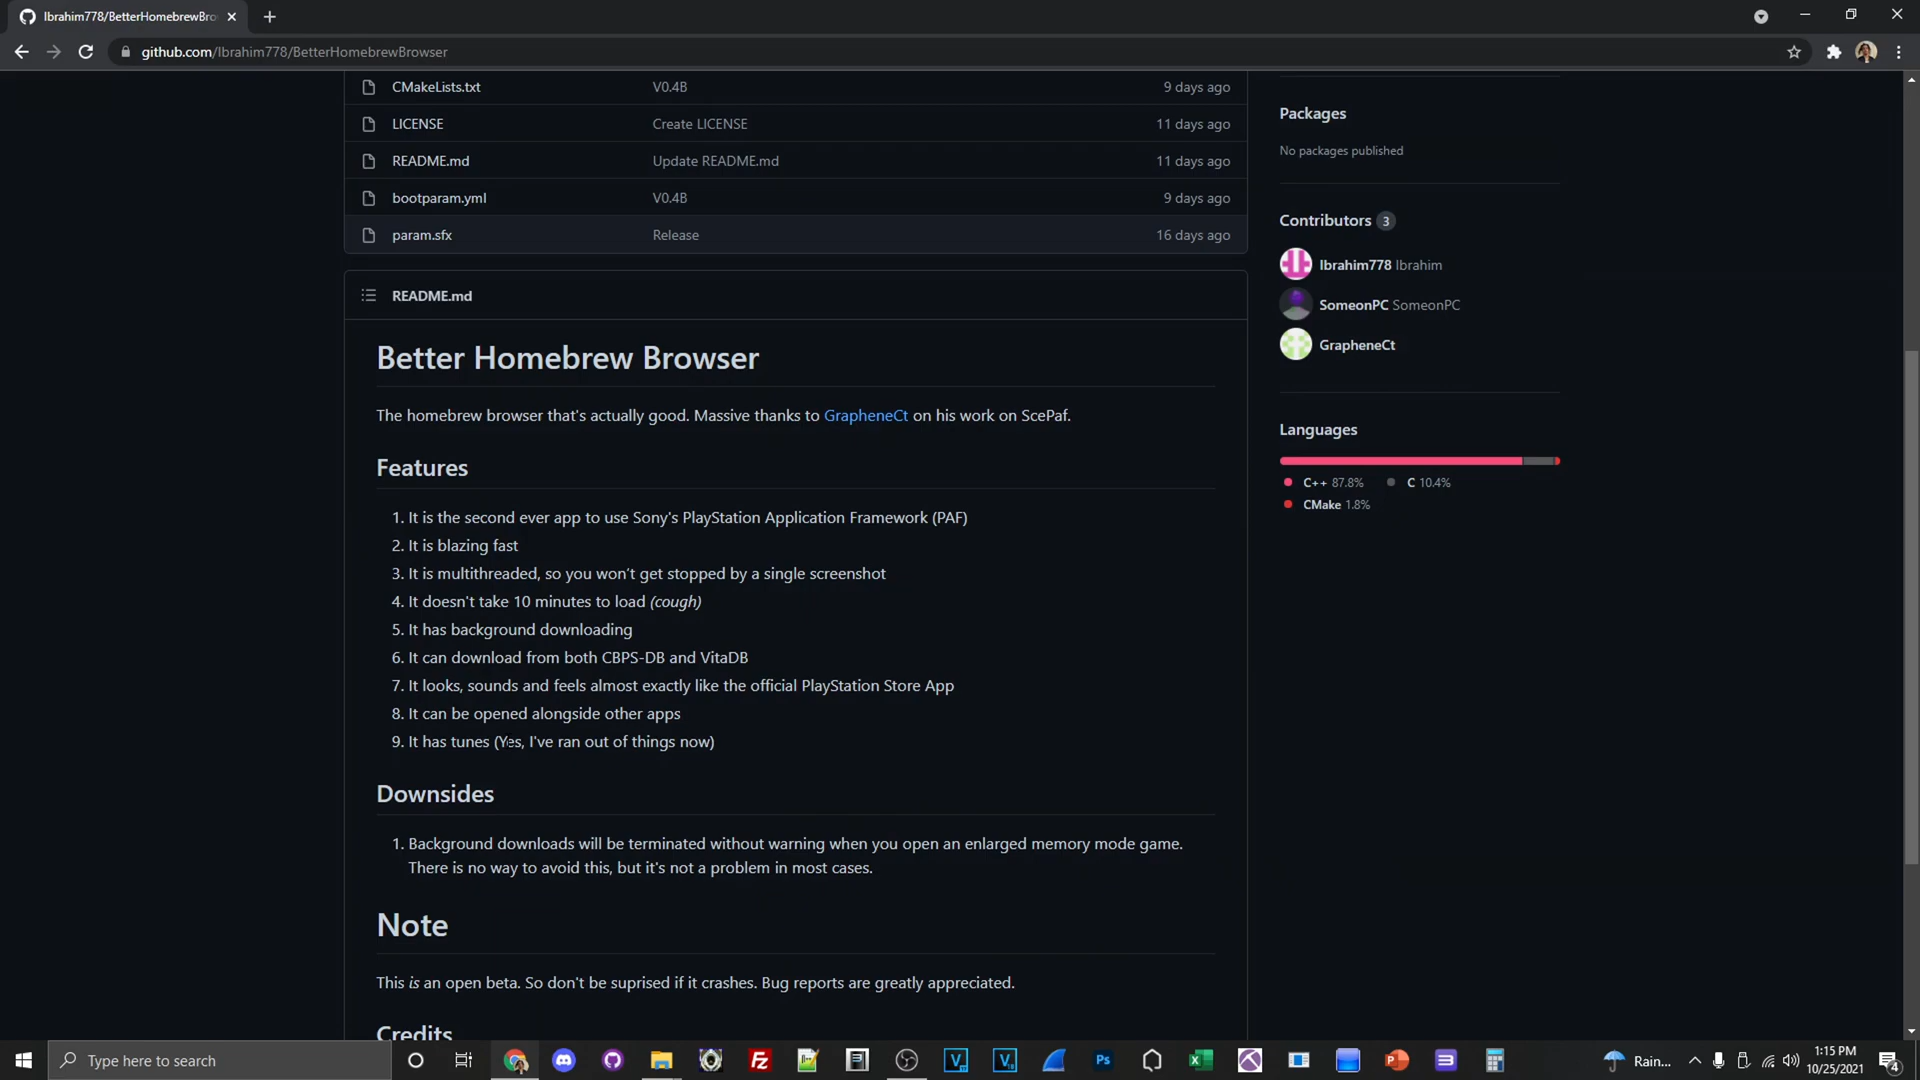 Ibrahim778/BetterHomebrewBro
github.com/Ibrahim778/BetterHomebrewBrowser
CMakeLists.txt V0.4B 9 days ago
LICENSE Create LICENSE 11 days ago
README.md Update README.md 11 days ago
bootparam.yml V0.4B 9 days ago
param.sfx Release 16 days ago
README.md
Better Homebrew Browser
The homebrew browser that's actually good. Massive thanks to GrapheneCt on his work on ScePaf.
Features
1. It is the second ever app to use Sony's PlayStation Application Framework (PAF)
2. It is blazing fast
3. It is multithreaded, so you won't get stopped by a single screenshot
4. It doesn't take 10 minutes to load (cough)
5. It has background downloading
6. It can download from both CBPS-DB and VitaDB
7. It looks, sounds and feels almost exactly like the official PlayStation Store App
8. It can be opened alongside other apps
9. It has tunes (Yes, I've ran out of things now)
Downsides
1. Background downloads will be terminated without warning when you open an enlarged memory mode game.
There is no way to avoid this, but it's not a problem in most cases.
Note
This is an open beta. So don't be suprised if it crashes. Bug reports are greatly appreciated.
Credits
Packages
No packages published
Contributors 3
Ibrahim778 Ibrahim
SomeonPC SomeonPC
GrapheneCt
Languages
C++ 87.8% C 10.4%
CMake 1.8%
Type here to search
Rain...
1:15 PM
10/25/2021
4